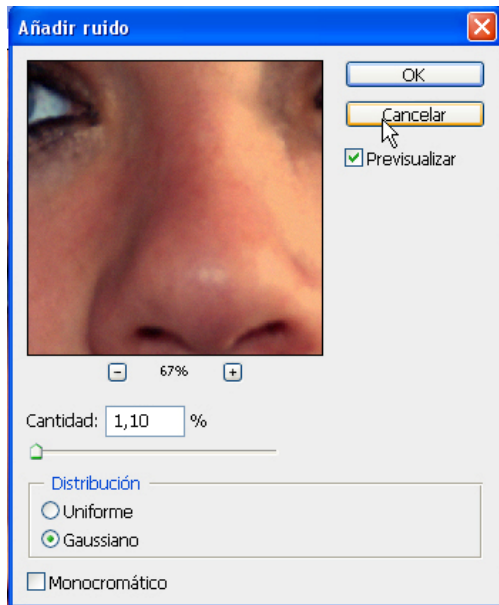 Añadir ruido
OK
Cancelar
Previsualizar
67%
Cantidad: 1,10 %
Distribución
Uniforme
Gaussiano
Monocromático